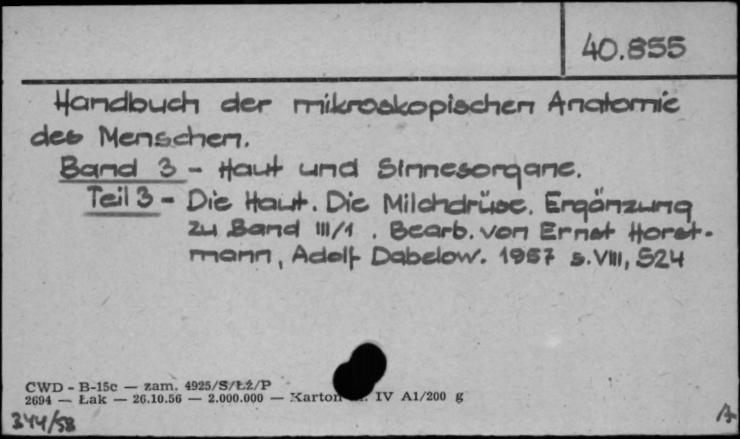 40.855
Handbuch der mikroskopischen Anatomie
des Menschen.
Band 3 - Haut und Sinnesorgane.
Teil 3 - Die Haut. Die Milchdrüse. Ergänzung
zu Band III/1. Bearb. von Ernst Horst-
mann, Adolf Dabelow. 1957 s. VIII, 524
CWD - B-15c — zam. 4925/S/ŁŻ/P
2694 — Łak — 26.10.56 — 2.000.000 — Karton IV A1/200 g
344/58